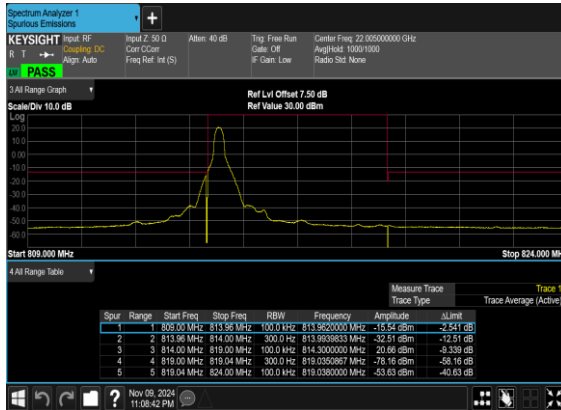 Spectrum Analyzer 1
Spurious Emissions
KEYSIGHT Input: RF Input Z: 50 Ω Atten: 40 dB Trig: Free Run Center Freq: 22.005000000 GHz
R T Coupling: DC Corr CCorr Gate: Off Avg|Hold: 1000/1000
Align: Auto Freq Ref: Int (S) IF Gain: Low Radio Std: None
PASS
3 All Range Graph
Ref Lvl Offset 7.50 dB
Scale/Div 10.0 dB Ref Value 30.00 dBm
Log
20.0
10.0
0.00
-10.0
-20.0
-30.0
-40.0
-50.0
-60.0
Start 809.000 MHz Stop 824.000 MH
4 All Range Table
Measure Trace Trace 1
Trace Type Trace Average (Active)
Spur Range Start Freq Stop Freq RBW Frequency Amplitude ΔLimit
1 1 809.00 MHz 813.96 MHz 100.0 kHz 813.9620000 MHz -15.54 dBm -2.541 dB
2 2 813.96 MHz 814.00 MHz 300.0 Hz 813.9939833 MHz -32.51 dBm -12.51 dB
3 3 814.00 MHz 819.00 MHz 100.0 kHz 814.3000000 MHz 20.66 dBm -9.339 dB
4 4 819.00 MHz 819.04 MHz 300.0 Hz 819.0350867 MHz -78.16 dBm -58.16 dB
5 5 819.04 MHz 824.00 MHz 100.0 kHz 819.0380000 MHz -53.63 dBm -40.63 dB
Nov 09, 2024
11:08:42 PM